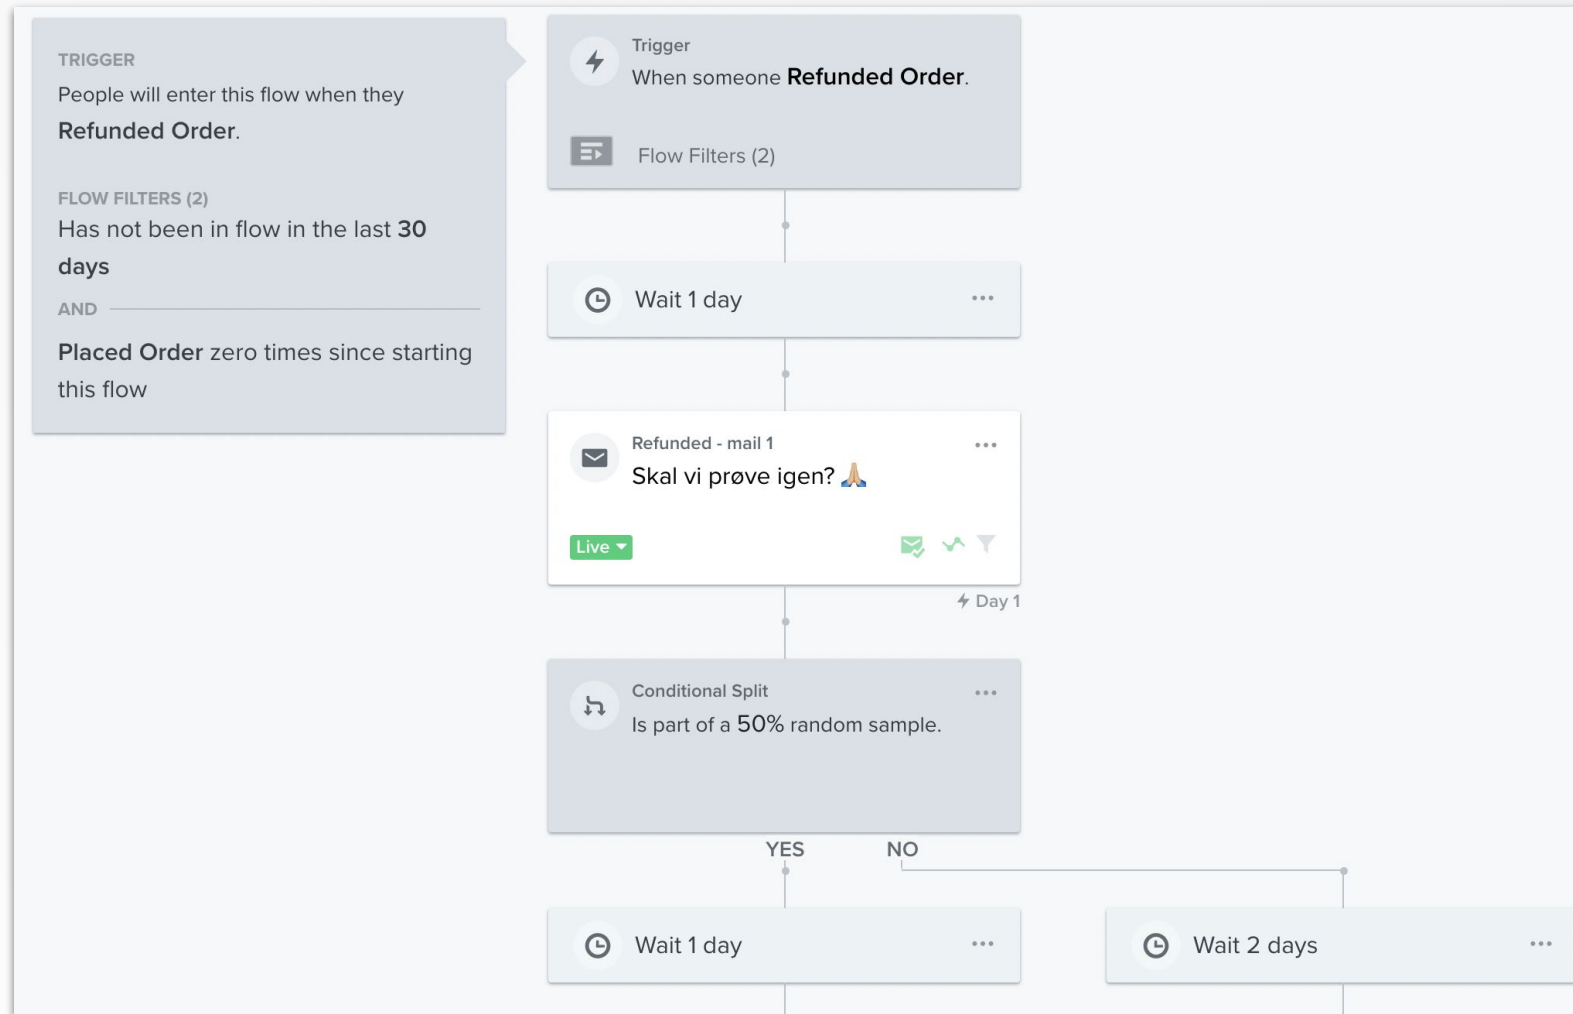 TRIGGER
People will enter this flow when they
Refunded Order.
FLOW FILTERS (2)
Has not been in flow in the last 30
days
AND
Placed Order zero times since starting
this flow
Trigger
When someone Refunded Order.
Flow Filters (2)
Wait 1 day
Refunded - mail 1
Skal vi prøve igen? 🙏🏼
Live
Day 1
Conditional Split
Is part of a 50% random sample.
YES
NO
Wait 1 day
Wait 2 days